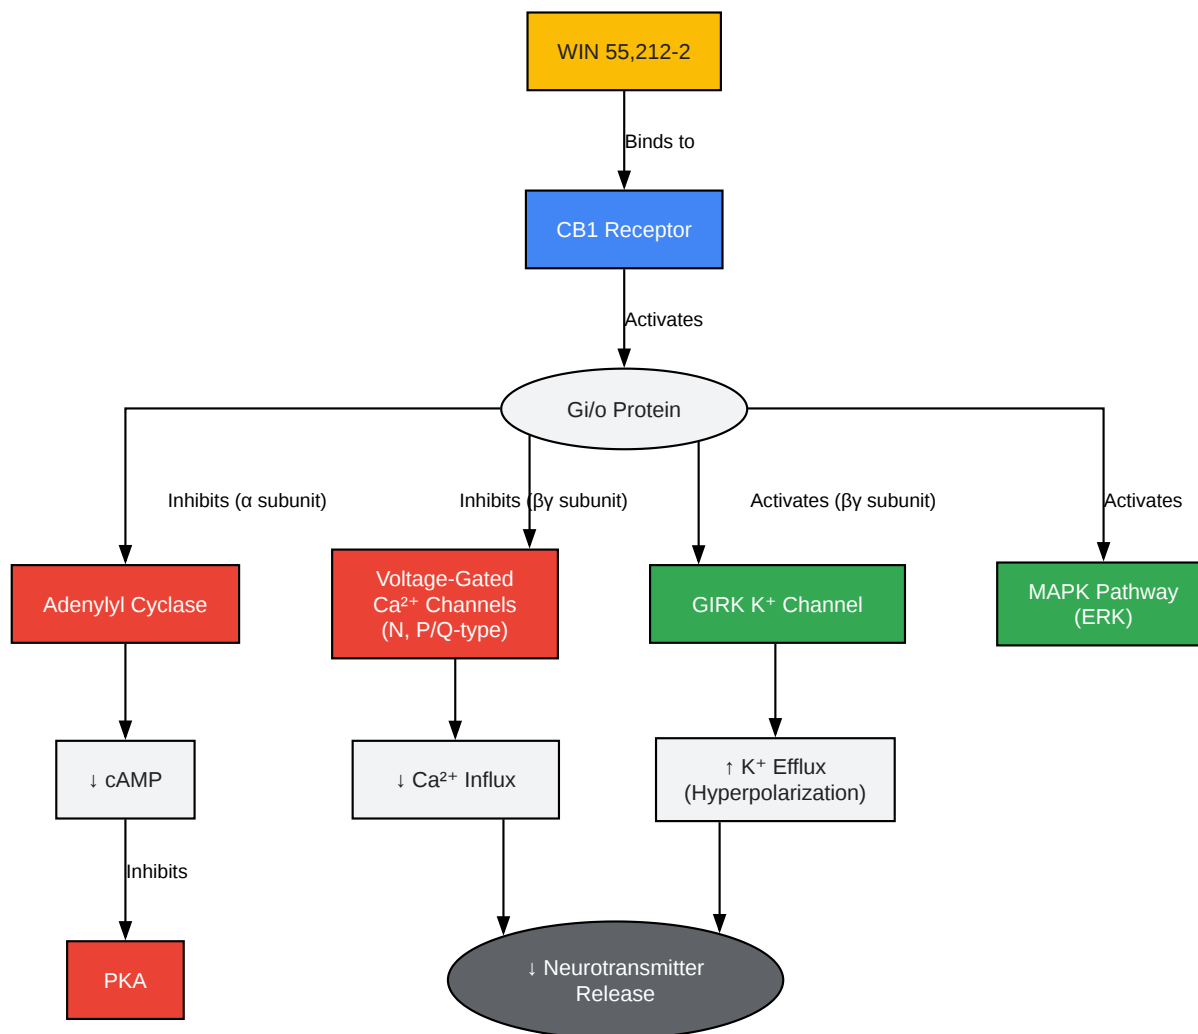 WIN 55,212-2
Binds to
CB1 Receptor
Activates
Gi/o Protein
Inhibits (α subunit)
Inhibits (βγ subunit)
Activates (βγ subunit)
Activates
Adenylyl Cyclase
Voltage-Gated
Ca²⁺ Channels
(N, P/Q-type)
GIRK K⁺ Channel
MAPK Pathway
(ERK)
↓ cAMP
↓ Ca²⁺ Influx
↑ K⁺ Efflux
(Hyperpolarization)
Inhibits
PKA
↓ Neurotransmitter
Release